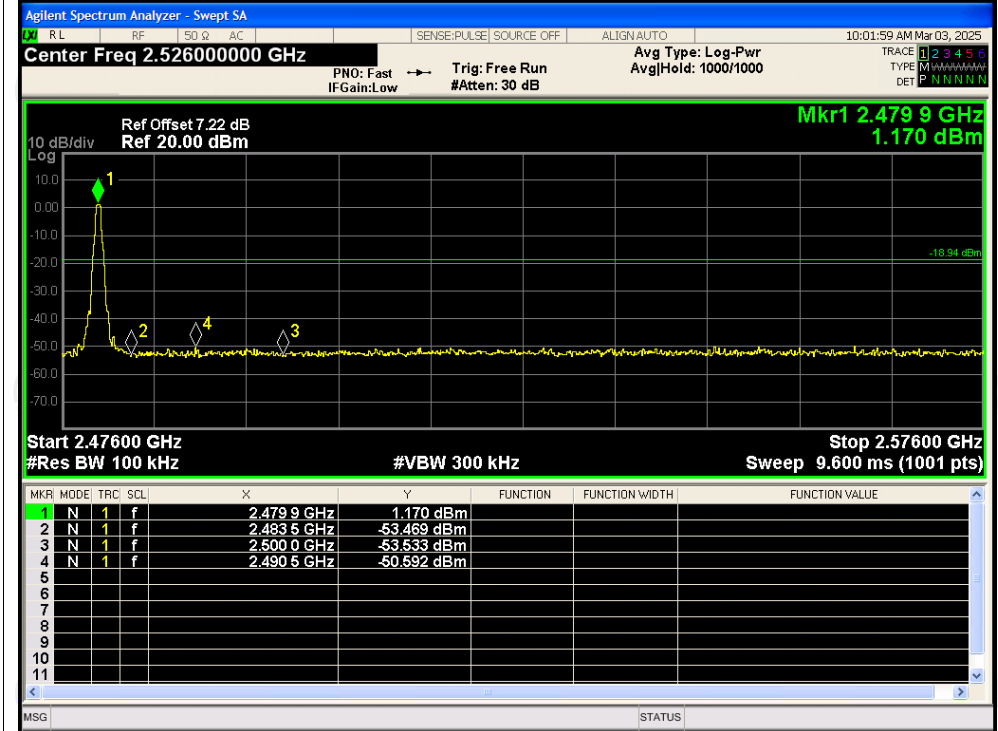 Agilent Spectrum Analyzer - Swept SA
LXI RL RF 50 Ω AC SENSE:PULSE SOURCE OFF ALIGN AUTO 10:01:59 AM Mar 03, 2025
Center Freq 2.526000000 GHz Avg Type: Log-Pwr TRACE 1 2 3 4 5 6
PNO: Fast Trig: Free Run Avg|Hold: 1000/1000 TYPE M W W W W W
IFGain:Low #Atten: 30 dB DET P N N N N N
Mkr1 2.479 9 GHz
Ref Offset 7.22 dB
10 dB/div Ref 20.00 dBm 1.170 dBm
Log
10.0
1
0.00
-10.0
-18.94 dBm
-20.0
-30.0
-40.0
2 4 3
-50.0
-60.0
-70.0
Start 2.47600 GHz Stop 2.57600 GHz
#Res BW 100 kHz #VBW 300 kHz Sweep 9.600 ms (1001 pts)
MKR MODE TRC SCL X Y FUNCTION FUNCTION WIDTH FUNCTION VALUE
1 N 1 f 2.479 9 GHz 1.170 dBm
2 N 1 f 2.483 5 GHz -53.469 dBm
3 N 1 f 2.500 0 GHz -53.533 dBm
4 N 1 f 2.490 5 GHz -50.592 dBm
5
6
7
8
9
10
11
MSG STATUS